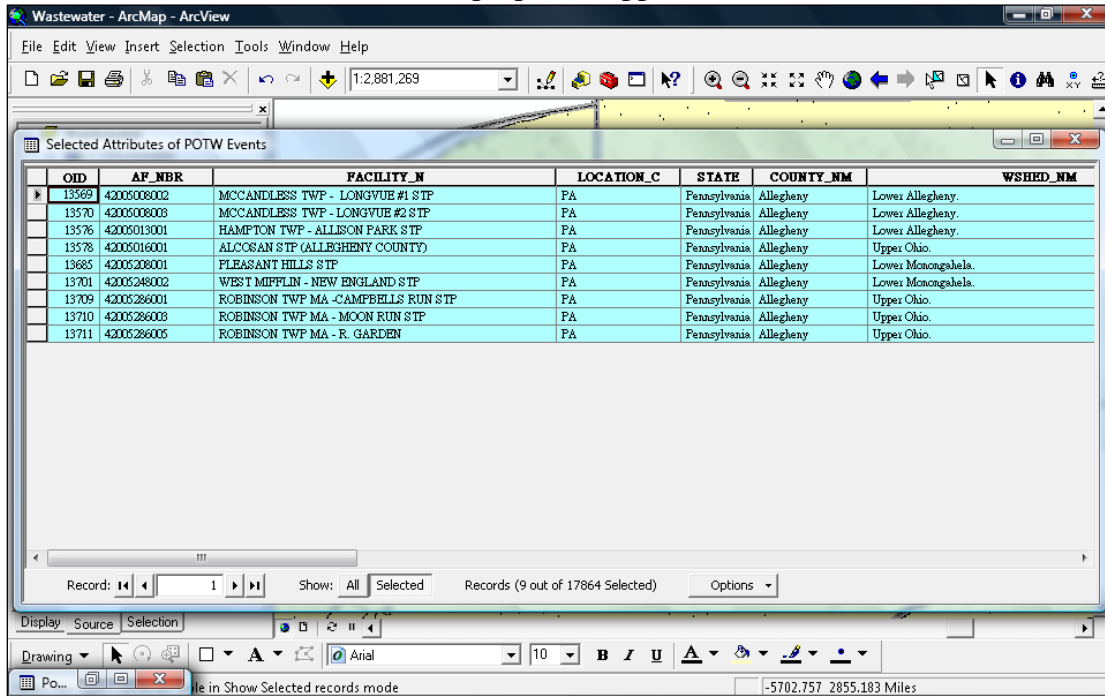 Wastewater - ArcMap - ArcView
File Edit View Insert Selection Tools Window Help
1:2,881,269
Selected Attributes of POTW Events
OID AF_NBR FACILITY_N LOCATION_C STATE COUNTY_NM WSHED_NM
13569 42005008002 MCCANDLESS TWP - LONGVUE #1 STP PA Pennsylvania Allegheny Lower Allegheny.
13570 42005008003 MCCANDLESS TWP - LONGVUE #2 STP PA Pennsylvania Allegheny Lower Allegheny.
13576 42005013001 HAMPTON TWP - ALLISON PARK STP PA Pennsylvania Allegheny Lower Allegheny.
13578 42005016001 ALCOSAN STP (ALLEGHENY COUNTY) PA Pennsylvania Allegheny Upper Ohio.
13685 42005208001 PLEASANT HILLS STP PA Pennsylvania Allegheny Lower Monongahela.
13701 42005248002 WEST MIFFLIN - NEW ENGLAND STP PA Pennsylvania Allegheny Lower Monongahela.
13709 42005286001 ROBINSON TWP MA -CAMPBELLS RUN STP PA Pennsylvania Allegheny Upper Ohio.
13710 42005286003 ROBINSON TWP MA - MOON RUN STP PA Pennsylvania Allegheny Upper Ohio.
13711 42005286005 ROBINSON TWP MA - R. GARDEN PA Pennsylvania Allegheny Upper Ohio.
Record: 1 Show: All Selected Records (9 out of 17864 Selected) Options
Display Source Selection
Drawing A Arial 10 B I U A
Po... le in Show Selected records mode -5702.757 2855.183 Miles